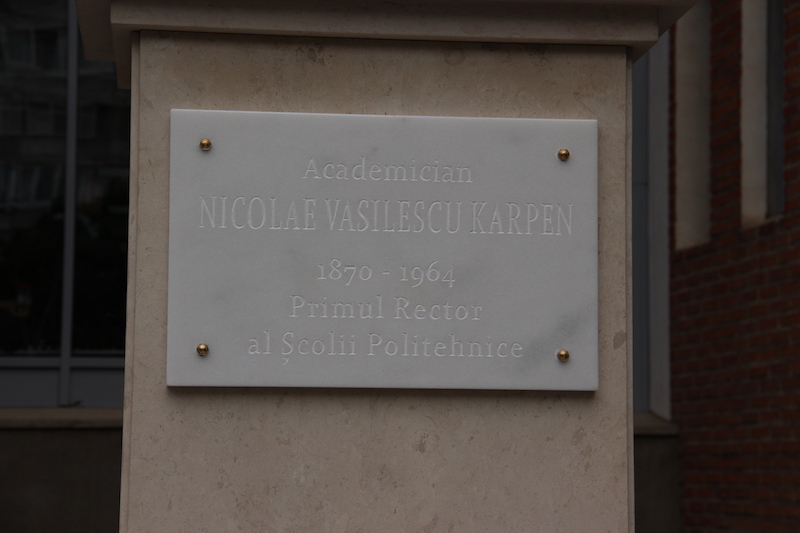 Academician
NICOLAE VASILESCU KARPEN
1870 - 1964
Primul Rector
al Școlii Politehnice